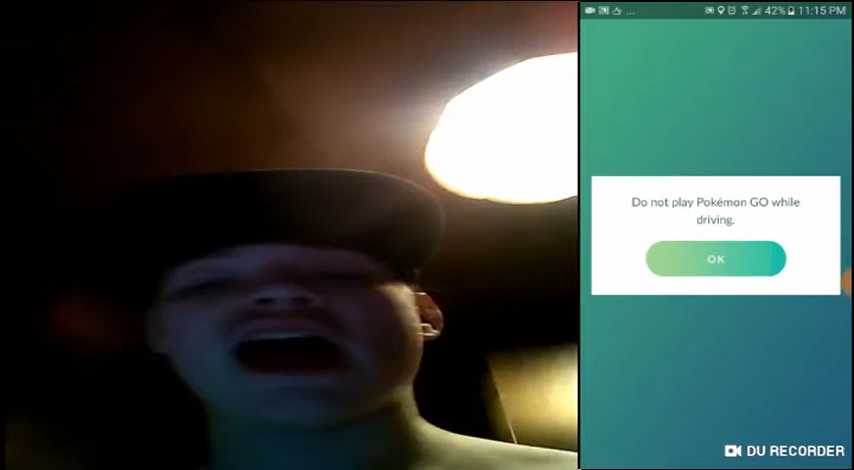 ... 42% 11:15 PM
Do not play Pokémon GO while
driving.
OK
DU RECORDER